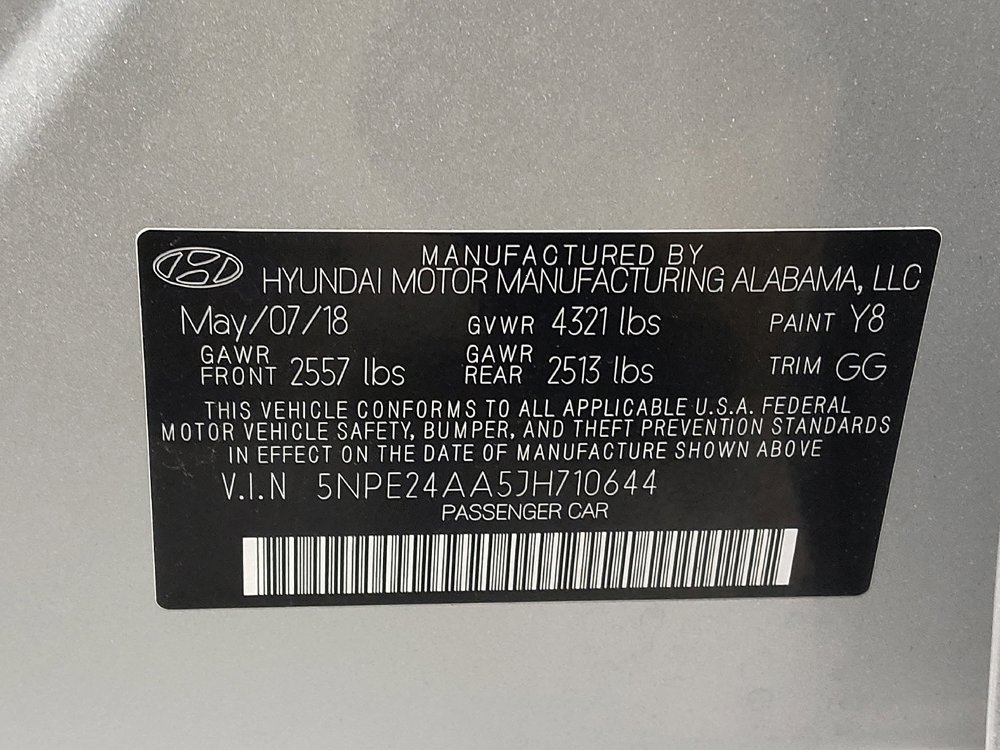 MANUFACTURED BY
HYUNDAI MOTOR MANUFACTURING ALABAMA, LLC
May/07/18 GVWR 4321 lbs PAINT Y8
GAWR FRONT 2557 lbs GAWR REAR 2513 lbs TRIM GG
THIS VEHICLE CONFORMS TO ALL APPLICABLE U.S.A. FEDERAL
MOTOR VEHICLE SAFETY, BUMPER, AND THEFT PREVENTION STANDARDS
IN EFFECT ON THE DATE OF MANUFACTURE SHOWN ABOVE
V.I.N 5NPE24AA5JH710644
PASSENGER CAR